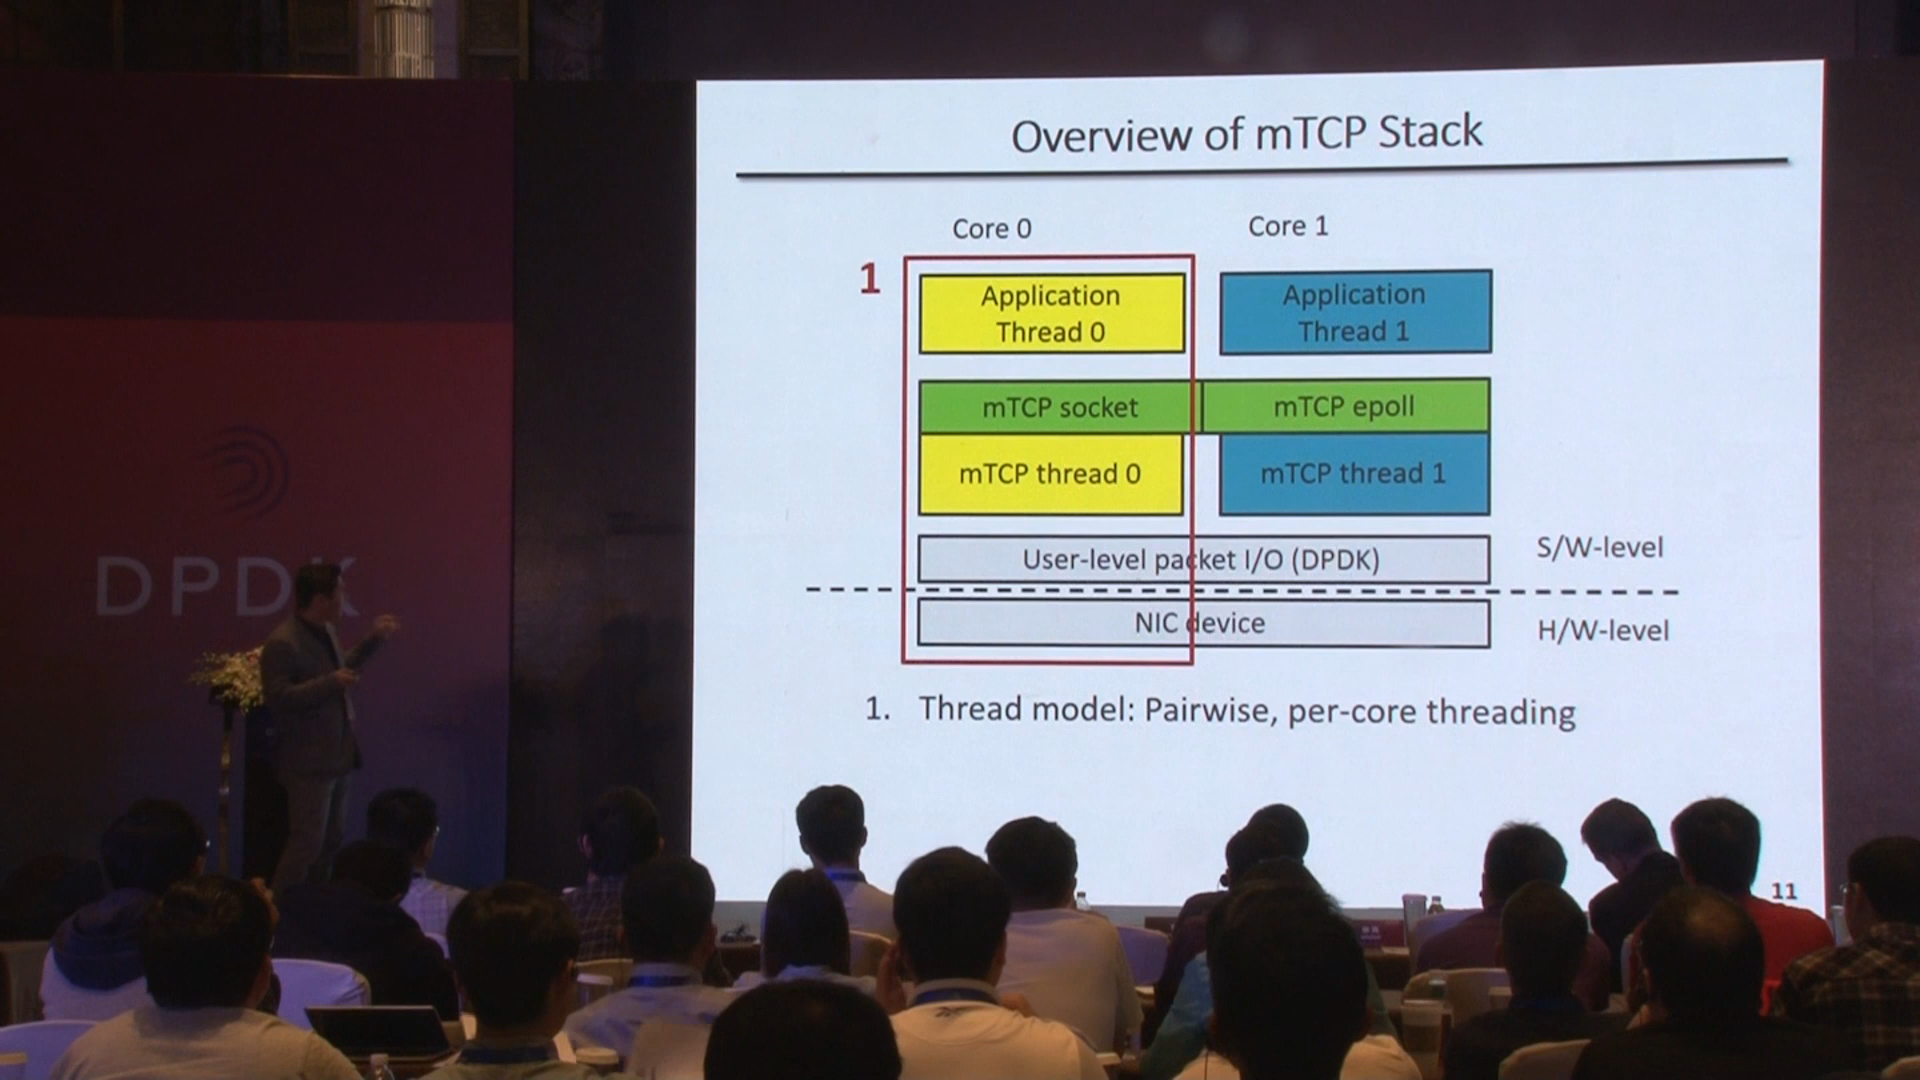 Overview of mTCP Stack
Core 0
Core 1
1
Application
Thread 0
Application
Thread 1
mTCP socket
mTCP epoll
mTCP thread 0
mTCP thread 1
User-level packet I/O (DPDK)
S/W-level
NIC device
H/W-level
1. Thread model: Pairwise, per-core threading
11
DPDK